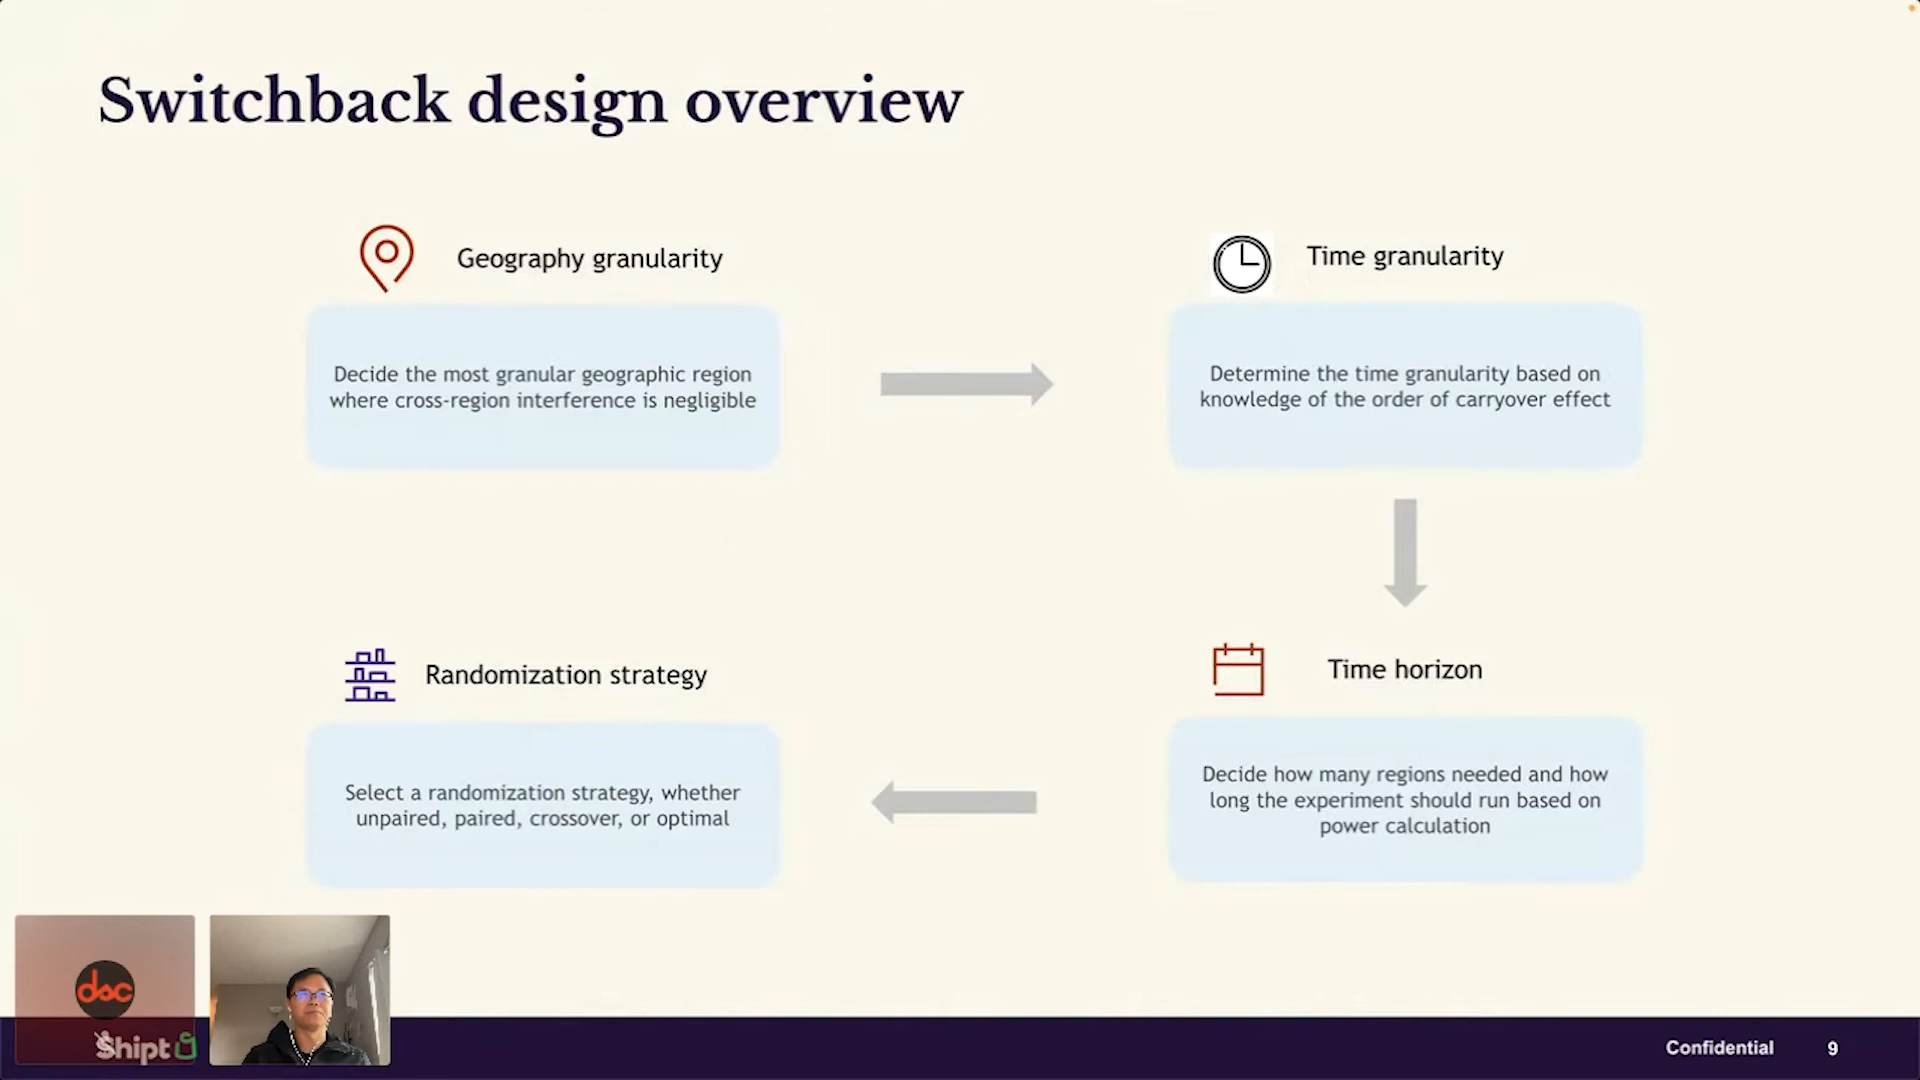 Switchback design overview
Geography granularity
Decide the most granular geographic region
where cross-region interference is negligible
Time granularity
Determine the time granularity based on
knowledge of the order of carryover effect
Time horizon
Decide how many regions needed and how
long the experiment should run based on
power calculation
Randomization strategy
Select a randomization strategy, whether
unpaired, paired, crossover, or optimal
doc
Shipt
Confidential
9